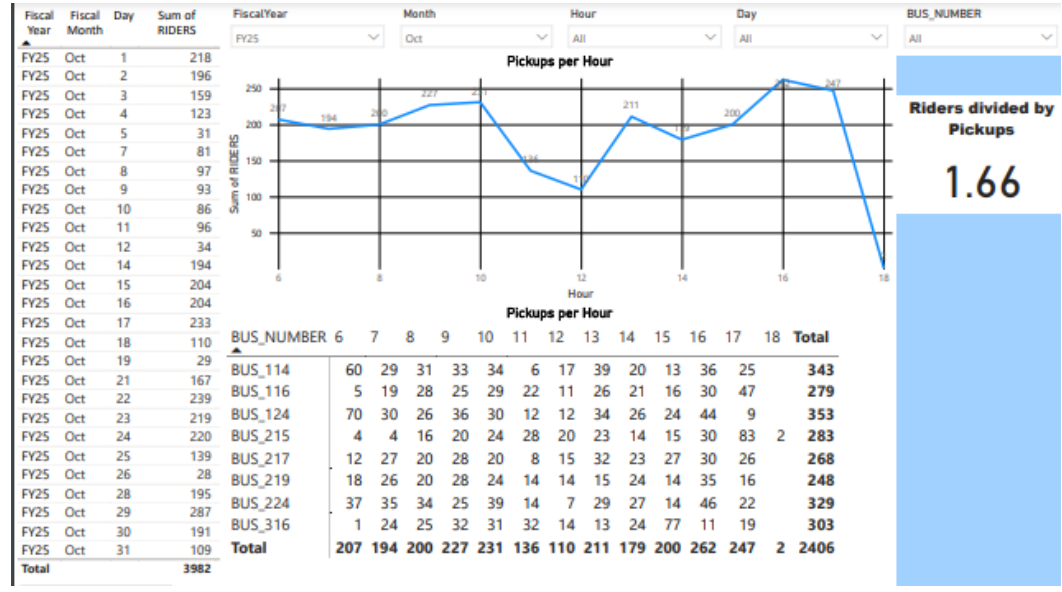 Fiscal Year Fiscal Month Day Sum of RIDERS
FY25 Oct 1 218
FY25 Oct 2 196
FY25 Oct 3 159
FY25 Oct 4 123
FY25 Oct 5 31
FY25 Oct 7 81
FY25 Oct 8 97
FY25 Oct 9 93
FY25 Oct 10 86
FY25 Oct 11 96
FY25 Oct 12 34
FY25 Oct 14 194
FY25 Oct 15 204
FY25 Oct 16 204
FY25 Oct 17 233
FY25 Oct 18 110
FY25 Oct 19 29
FY25 Oct 21 167
FY25 Oct 22 239
FY25 Oct 23 219
FY25 Oct 24 220
FY25 Oct 25 139
FY25 Oct 26 28
FY25 Oct 28 195
FY25 Oct 29 287
FY25 Oct 30 191
FY25 Oct 31 109
Total 3982
FiscalYear Month Hour Day BUS_NUMBER
FY25 Oct All All All
Pickups per Hour
Sum of RIDERS
250
200
150
100
50
207 194 200 227 231 136 110 211 179 200 262 247
6 8 10 12 14 16 18
Hour
Pickups per Hour
BUS_NUMBER 6 7 8 9 10 11 12 13 14 15 16 17 18 Total
BUS_114 60 29 31 33 34 6 17 39 20 13 36 25 343
BUS_116 5 19 28 25 29 22 11 26 21 16 30 47 279
BUS_124 70 30 26 36 30 12 12 34 26 24 44 9 353
BUS_215 4 4 16 20 24 28 20 23 14 15 30 83 2 283
BUS_217 12 27 20 28 20 8 15 32 23 27 30 26 268
BUS_219 18 26 20 28 24 14 14 15 24 14 35 16 248
BUS_224 37 35 34 25 39 14 7 29 27 14 46 22 329
BUS_316 1 24 25 32 31 32 14 13 24 77 11 19 303
Total 207 194 200 227 231 136 110 211 179 200 262 247 2 2406
Riders divided by
Pickups
1.66